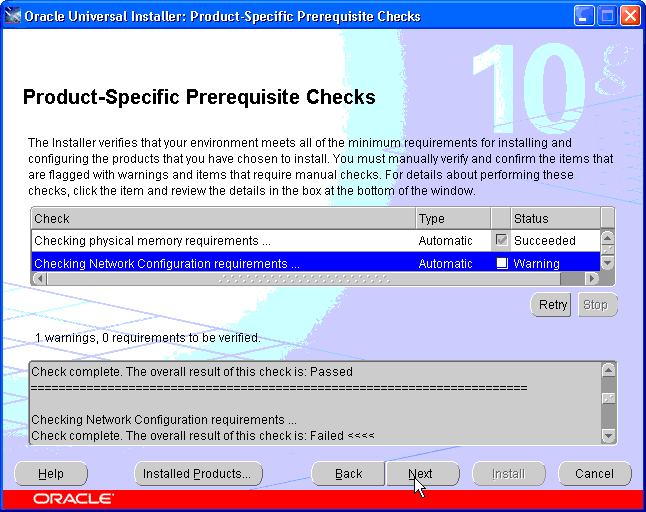 Oracle Universal Installer: Product-Specific Prerequisite Checks
10g
Product-Specific Prerequisite Checks
The Installer verifies that your environment meets all of the minimum requirements for installing and
configuring the products that you have chosen to install. You must manually verify and confirm the items that
are flagged with warnings and items that require manual checks. For details about performing these
checks, click the item and review the details in the box at the bottom of the window.
Check Type Status
Checking physical memory requirements ... Automatic Succeeded
Checking Network Configuration requirements ... Automatic Warning
Retry Stop
1 warnings, 0 requirements to be verified.
Check complete. The overall result of this check is: Passed
=======================================================================
Checking Network Configuration requirements ...
Check complete. The overall result of this check is: Failed <<<<
Help Installed Products... Back Next Install Cancel
ORACLE